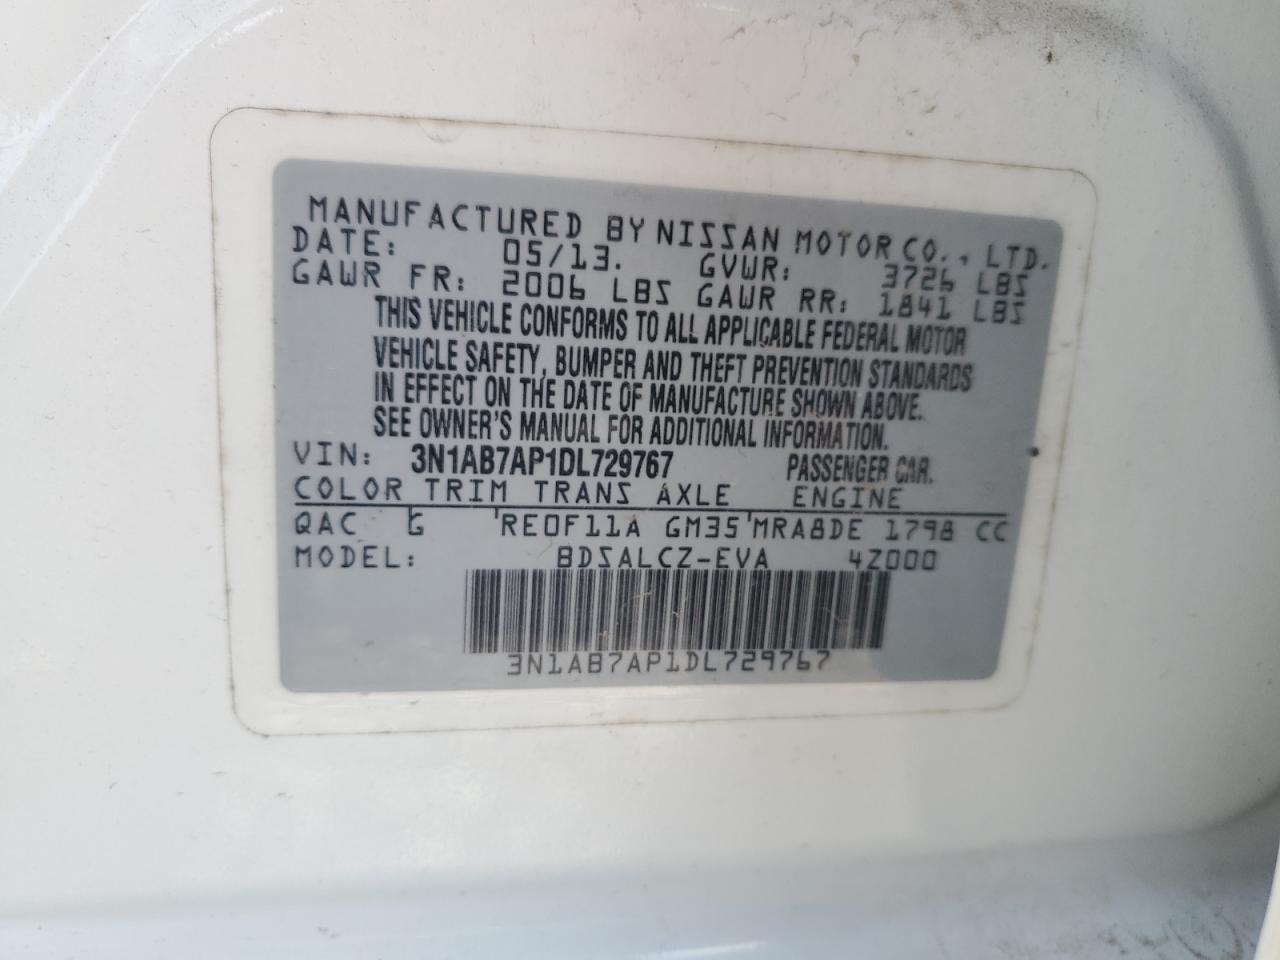 MANUFACTURED BY NISSAN MOTOR CO., LTD.
DATE: 05/13. GVWR: 3726 LBS
GAWR FR: 2006 LBS GAWR RR: 1841 LBS
THIS VEHICLE CONFORMS TO ALL APPLICABLE FEDERAL MOTOR
VEHICLE SAFETY, BUMPER AND THEFT PREVENTION STANDARDS
IN EFFECT ON THE DATE OF MANUFACTURE SHOWN ABOVE.
SEE OWNER'S MANUAL FOR ADDITIONAL INFORMATION.
VIN: 3N1AB7AP1DL729767 PASSENGER CAR.
COLOR TRIM TRANS AXLE ENGINE
QAC G RE0F11A GM35 MRA8DE 1798 CC
MODEL: BDSALCZ-EVA 4Z000
3N1AB7AP1DL729767